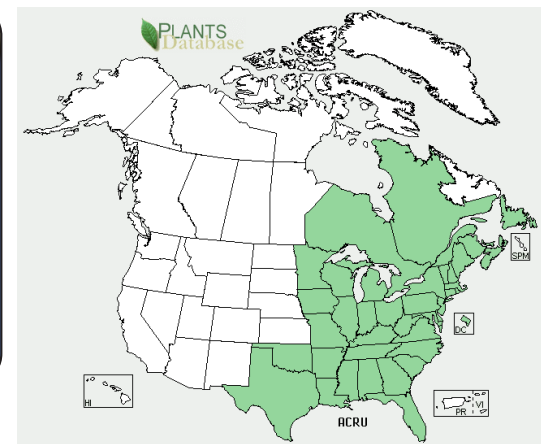 PLANTS
Database
SPM
DC
HI
PR
VI
ACRU